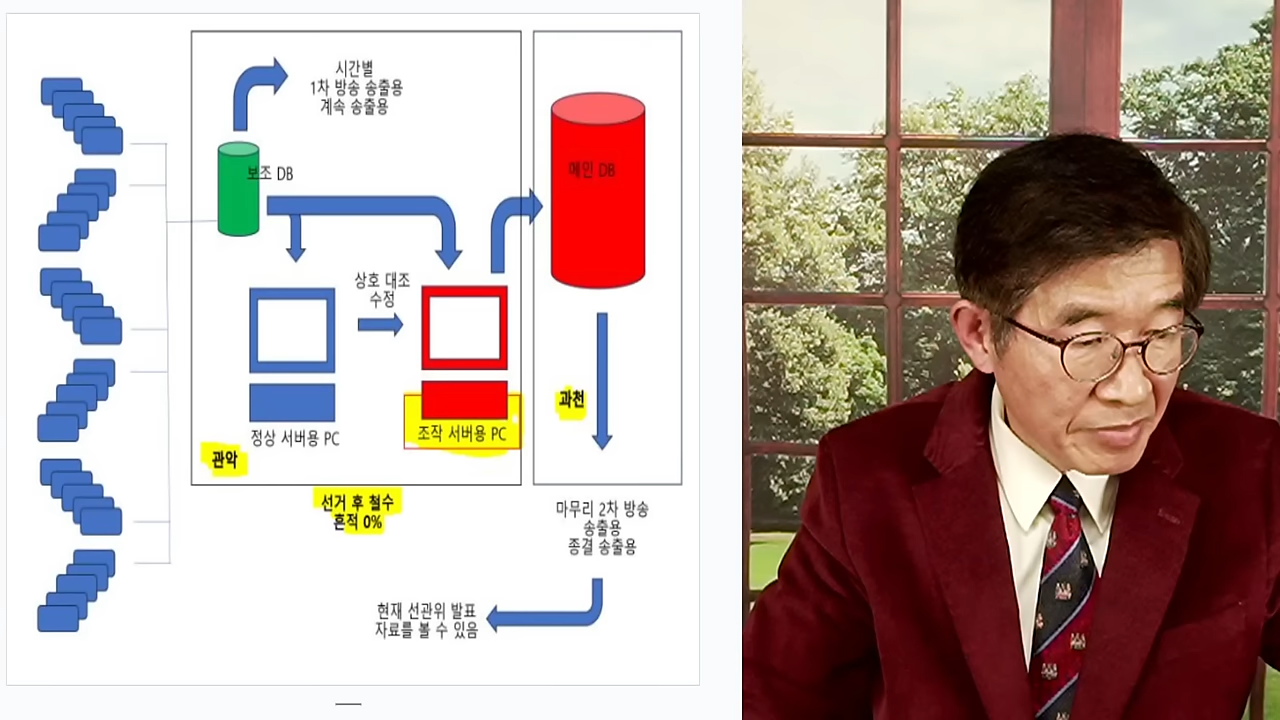 시간별
1차 방송 송출용
계속 송출용
보조 DB
메인 DB
상호 대조
수정
정상 서버용 PC
조작 서버용 PC
관악
과천
선거 후 철수
흔적 0%
마무리 2차 방송
송출용
종결 송출용
현재 선관위 발표
자료를 볼 수 있음